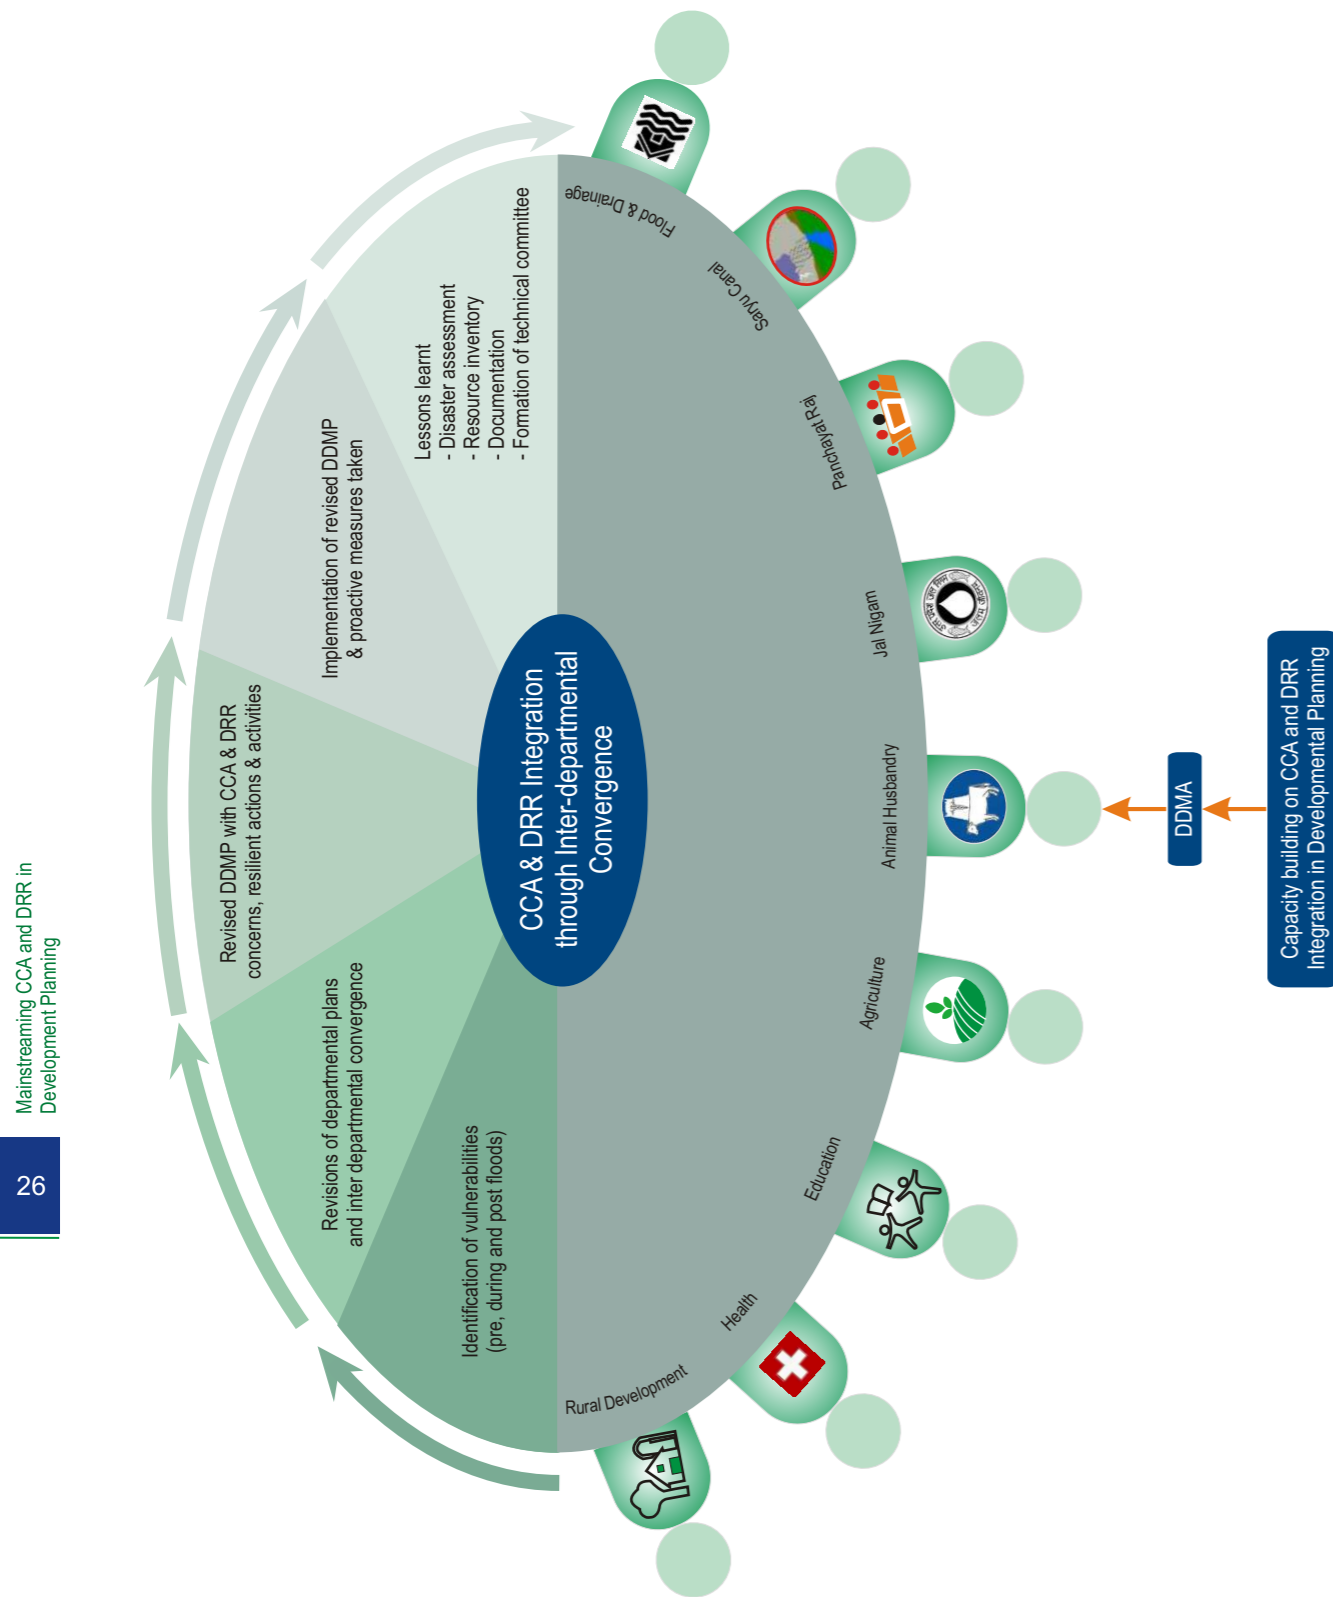 26
Mainstreaming CCA and DRR in
Development Planning
Identification of vulnerabilities
(pre, during and post floods)
Revisions of departmental plans
and inter departmental convergence
Revised DDMP with CCA & DRR
concerns, resilient actions & activities
Implementation of revised DDMP
& proactive measures taken
Lessons learnt
- Disaster assessment
- Resource inventory
- Documentation
- Formation of technical committee
CCA & DRR Integration
through Inter-departmental
Convergence
Rural Development
Health
Education
Agriculture
Animal Husbandry
Jal Nigam
Panchayat Raj
Saryu Canal
Flood & Drainage
DDMA
Capacity building on CCA and DRR
Integration in Developmental Planning